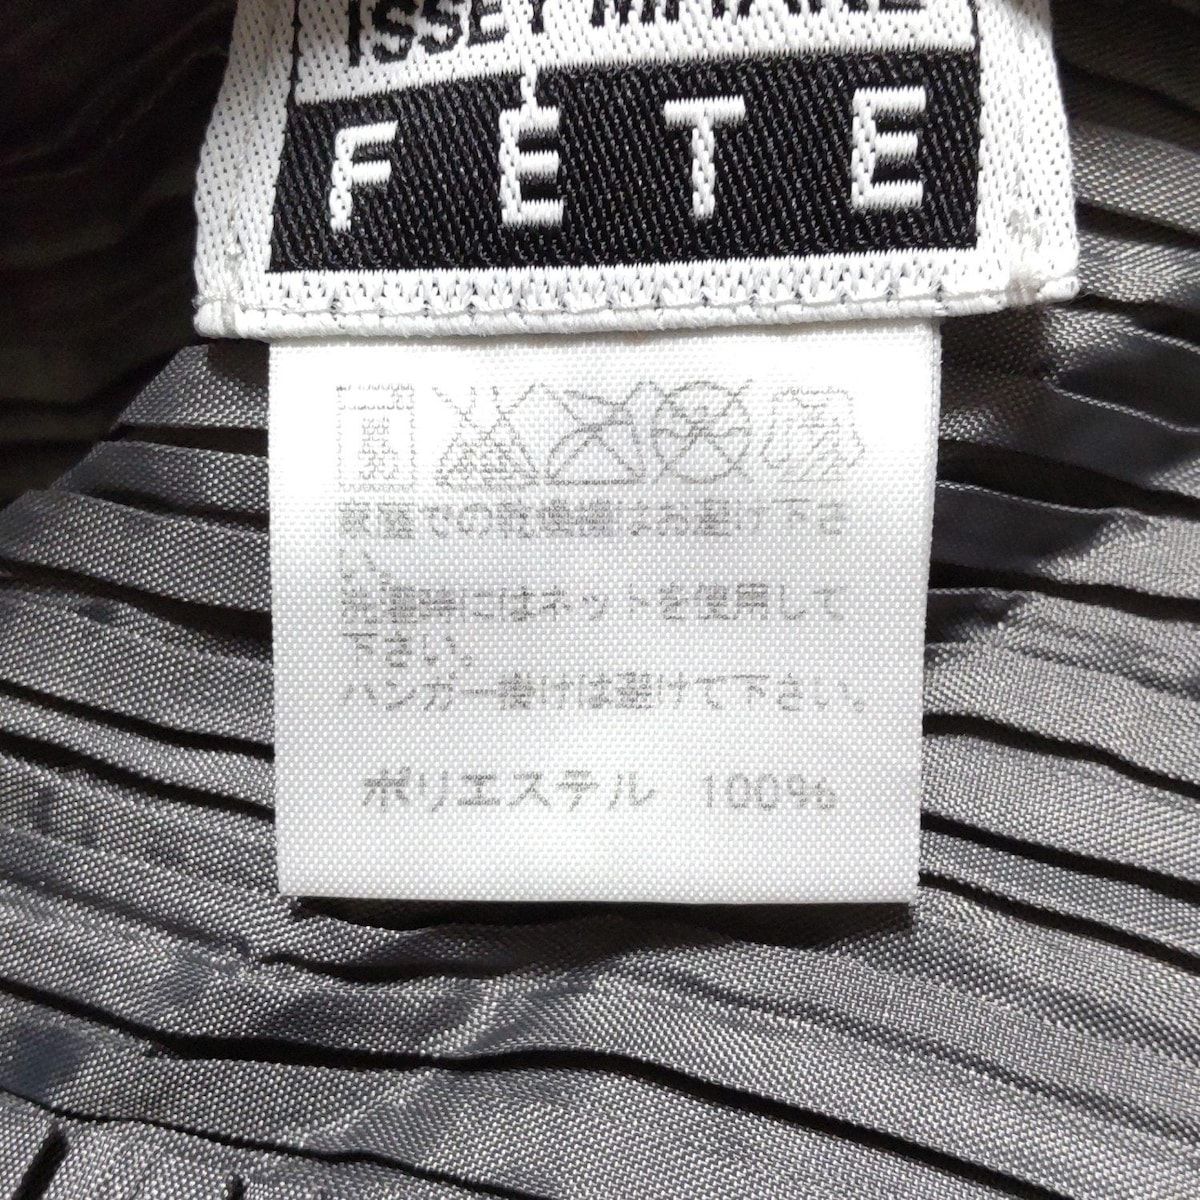 ISSEY MIYAKE
FETE
家庭での乾燥機はお避け下さ
い。
洗濯時にはネットを使用して
下さい。
ハンガー掛けは避けて下さい。
ポリエステル 100%